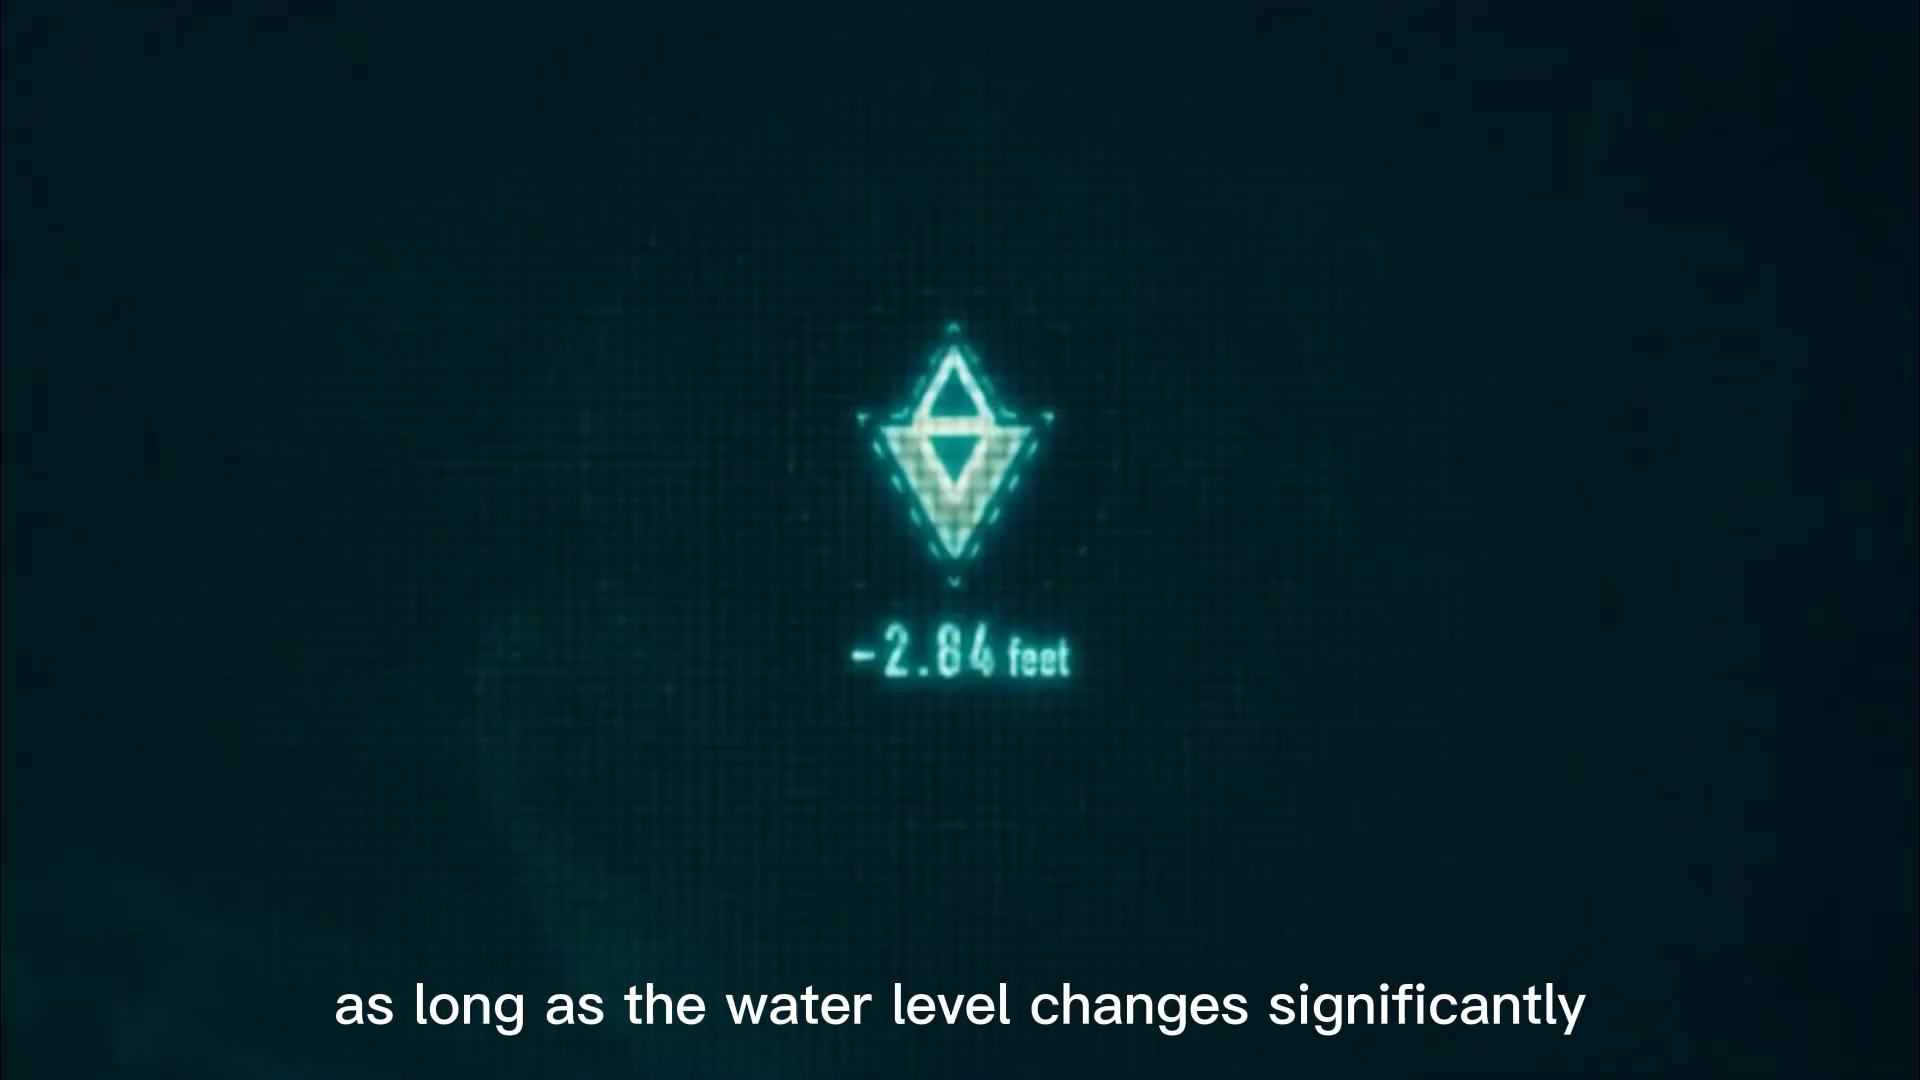 -2.84 feet
as long as the water level changes significantly